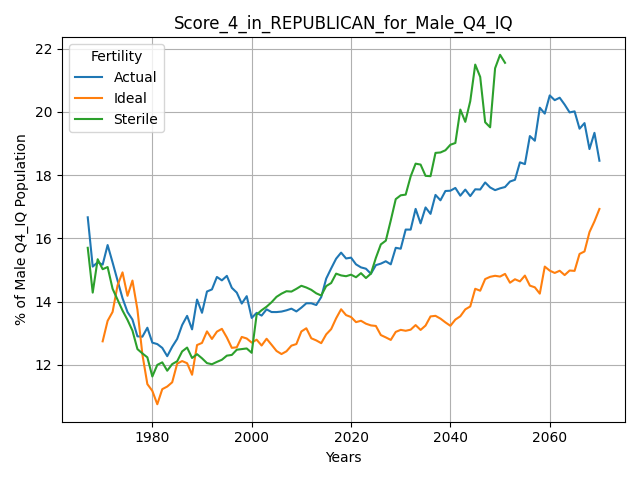 Score_4_in_REPUBLICAN_for_Male_Q4_IQ
Fertility
Actual
Ideal
Sterile
% of Male Q4_IQ Population
22
20
18
16
14
12
1980 2000 2020 2040 2060
Years